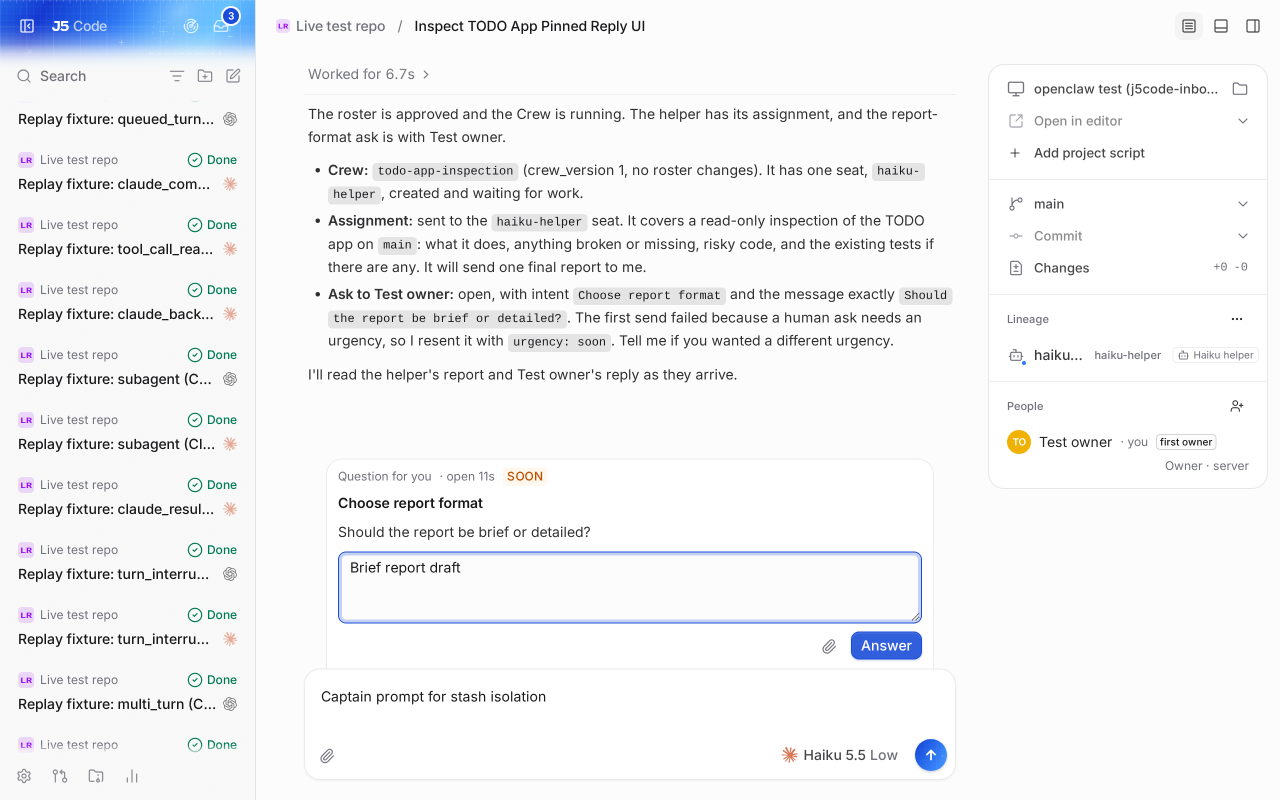 J5 Code
3
Search
Replay fixture: queued_turn...
LR Live test repo Done
Replay fixture: claude_com...
LR Live test repo Done
Replay fixture: tool_call_rea...
LR Live test repo Done
Replay fixture: claude_back...
LR Live test repo Done
Replay fixture: subagent (C...
LR Live test repo Done
Replay fixture: subagent (Cl...
LR Live test repo Done
Replay fixture: claude_resul...
LR Live test repo Done
Replay fixture: turn_interru...
LR Live test repo Done
Replay fixture: turn_interru...
LR Live test repo Done
Replay fixture: multi_turn (C...
LR Live test repo Done
LR Live test repo / Inspect TODO App Pinned Reply UI
Worked for 6.7s
The roster is approved and the Crew is running. The helper has its assignment, and the report-
format ask is with Test owner.
• Crew: todo-app-inspection (crew_version 1, no roster changes). It has one seat, haiku-
helper, created and waiting for work.
• Assignment: sent to the haiku-helper seat. It covers a read-only inspection of the TODO
app on main: what it does, anything broken or missing, risky code, and the existing tests if
there are any. It will send one final report to me.
• Ask to Test owner: open, with intent Choose report format and the message exactly Should
the report be brief or detailed?. The first send failed because a human ask needs an
urgency, so I resent it with urgency: soon. Tell me if you wanted a different urgency.
I'll read the helper's report and Test owner's reply as they arrive.
Question for you · open 11s SOON
Choose report format
Should the report be brief or detailed?
Brief report draft
Answer
Captain prompt for stash isolation
Haiku 5.5 Low
openclaw test (j5code-inbo...
Open in editor
Add project script
main
Commit
Changes +0 -0
Lineage
haiku... haiku-helper Haiku helper
People
TO Test owner · you first owner
Owner · server